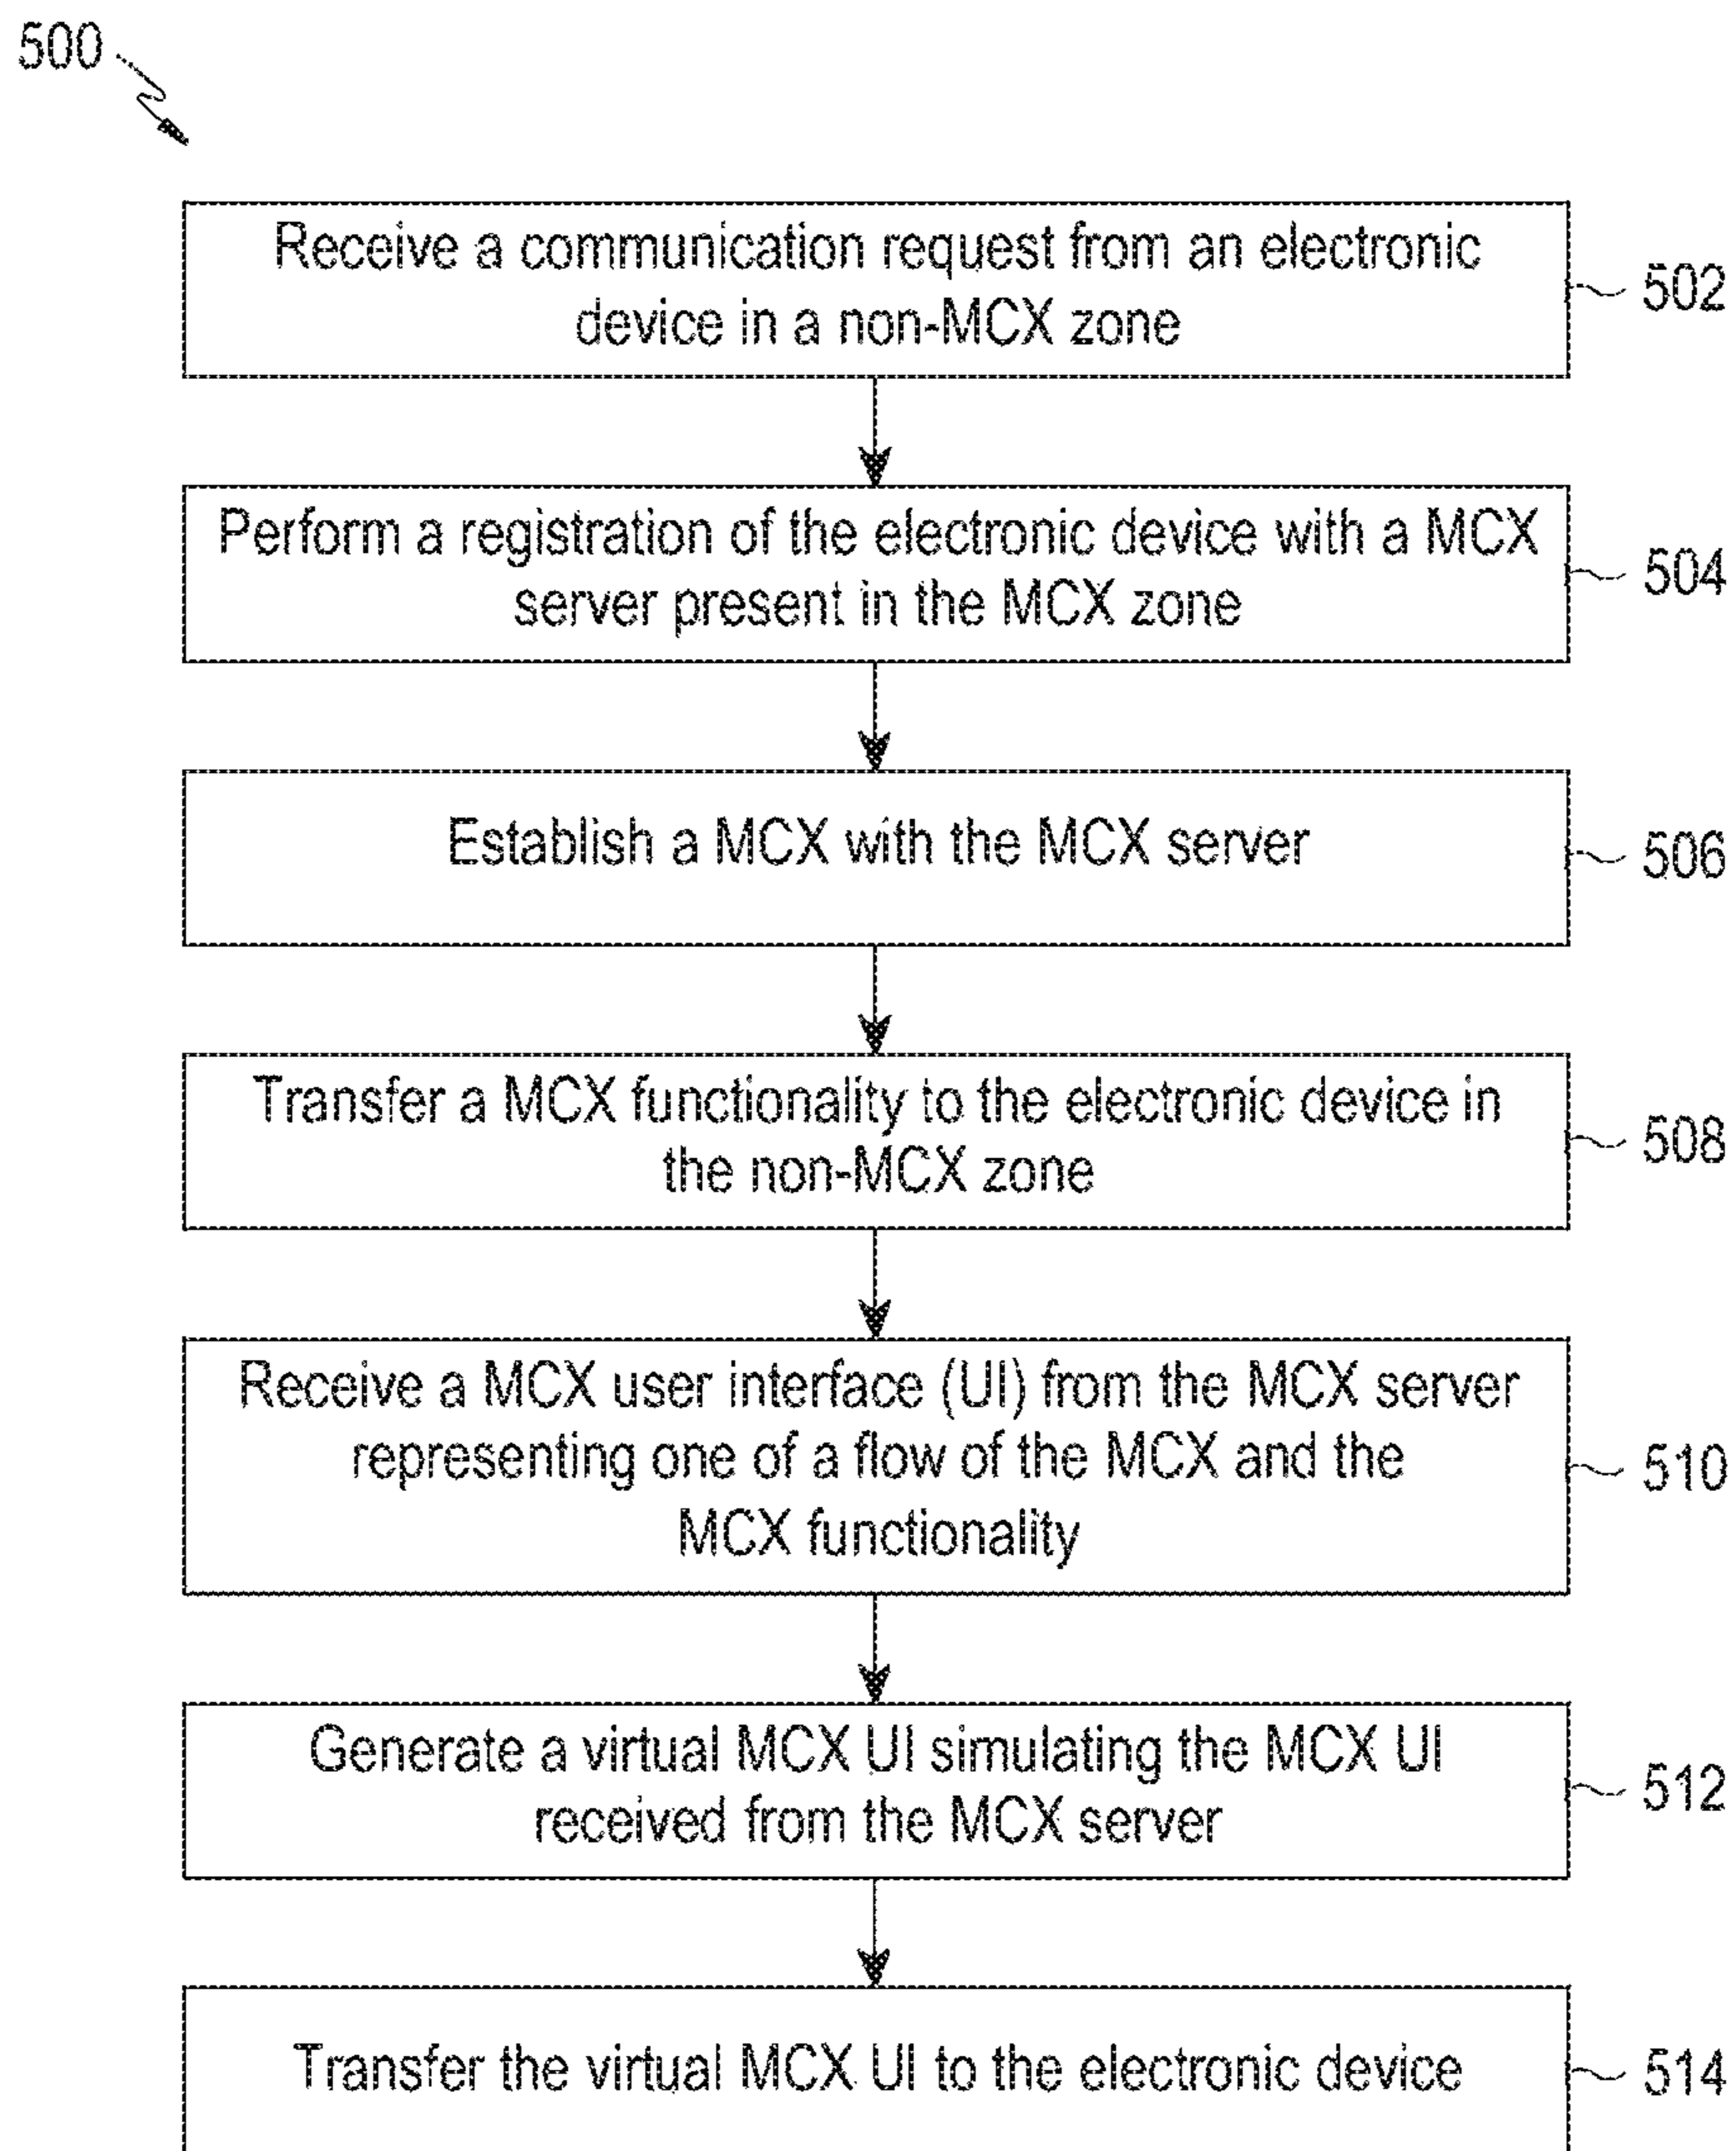 500
Receive a communication request from an electronic
device in a non-MCX zone
502
Perform a registration of the electronic device with a MCX
server present in the MCX zone
504
Establish a MCX with the MCX server
506
Transfer a MCX functionality to the electronic device in
the non-MCX zone
508
Receive a MCX user interface (UI) from the MCX server
representing one of a flow of the MCX and the
MCX functionality
510
Generate a virtual MCX UI simulating the MCX UI
received from the MCX server
512
Transfer the virtual MCX UI to the electronic device
514